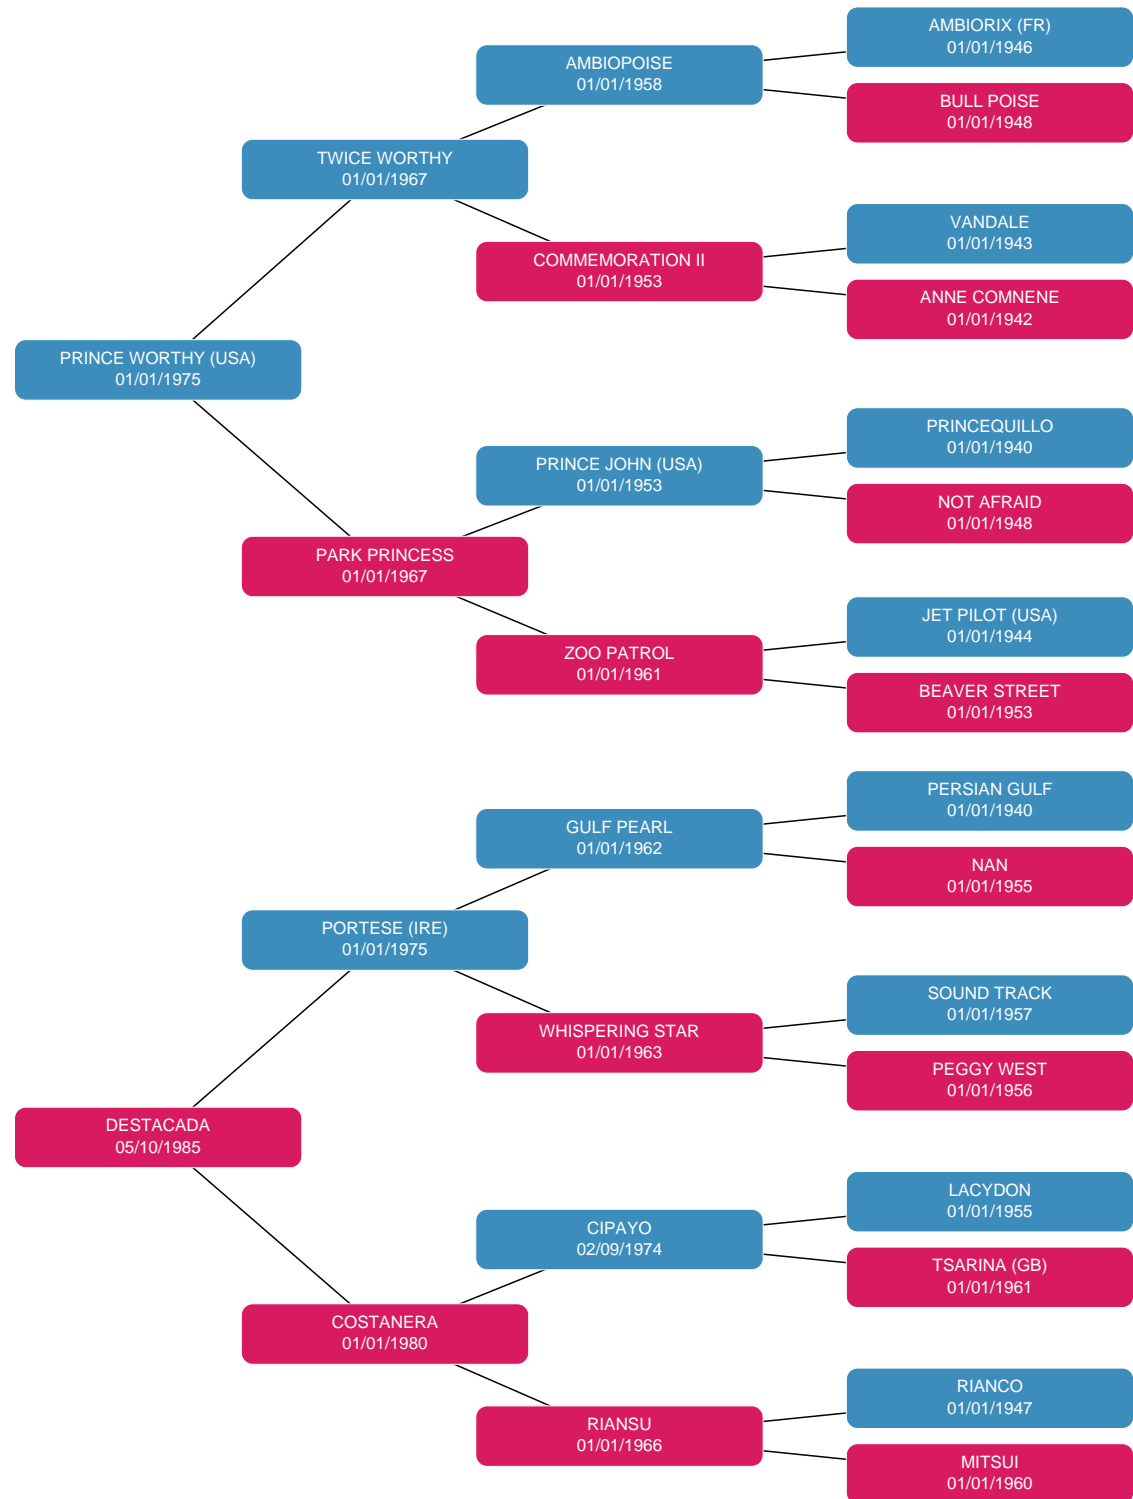 AMBIORIX (FR)
01/01/1946
AMBIOPOISE
01/01/1958
BULL POISE
01/01/1948
TWICE WORTHY
01/01/1967
VANDALE
01/01/1943
COMMEMORATION II
01/01/1953
ANNE COMNENE
01/01/1942
PRINCE WORTHY (USA)
01/01/1975
PRINCEQUILLO
01/01/1940
PRINCE JOHN (USA)
01/01/1953
NOT AFRAID
01/01/1948
PARK PRINCESS
01/01/1967
JET PILOT (USA)
01/01/1944
ZOO PATROL
01/01/1961
BEAVER STREET
01/01/1953
PERSIAN GULF
01/01/1940
GULF PEARL
01/01/1962
NAN
01/01/1955
PORTESE (IRE)
01/01/1975
SOUND TRACK
01/01/1957
WHISPERING STAR
01/01/1963
PEGGY WEST
01/01/1956
DESTACADA
05/10/1985
LACYDON
01/01/1955
CIPAYO
02/09/1974
TSARINA (GB)
01/01/1961
COSTANERA
01/01/1980
RIANCO
01/01/1947
RIANSU
01/01/1966
MITSUI
01/01/1960